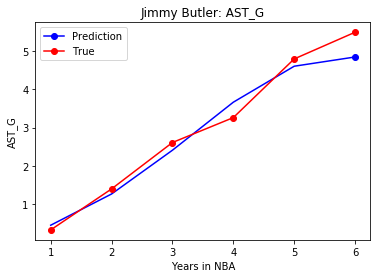 Jimmy Butler: AST_G
Prediction
True
AST_G
5
4
3
2
1
1 2 3 4 5 6
Years in NBA